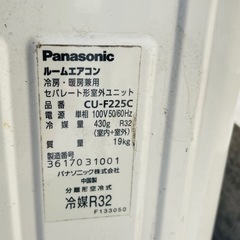 Panasonic
ルームエアコン
冷房・暖房兼用
セパレート形室外ユニット
品番 CU-F225C
電源 単相 100V 50/60Hz
冷媒量 430g R32
(室内+室外)
質量 19kg
製造番号
3617031001
パナソニック株式会社
中国製
分離形空冷式
冷媒R32
F133050